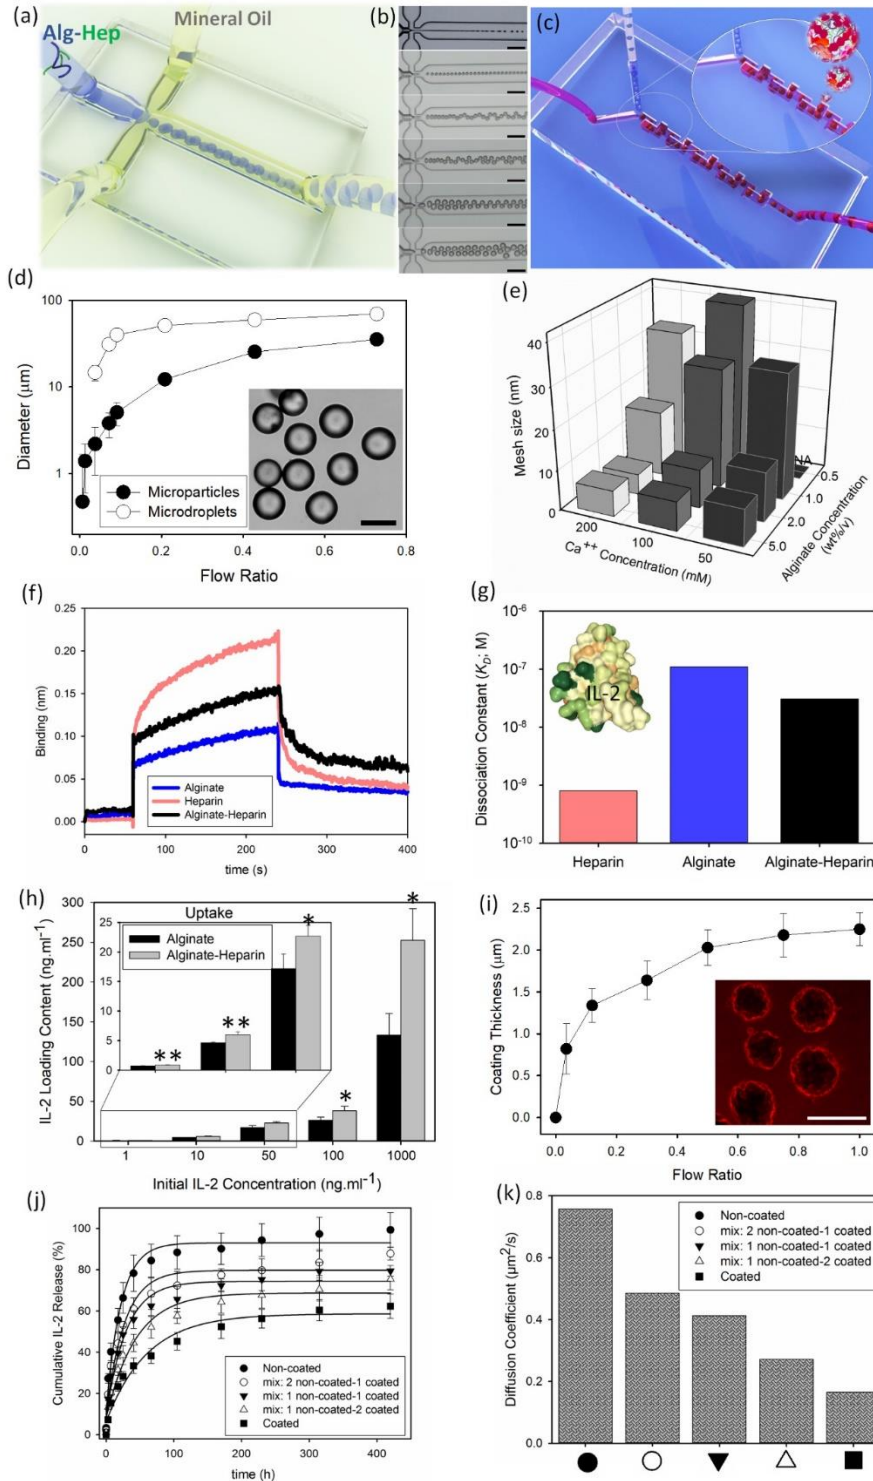 (a)
Mineral Oil
Alg-Hep
(b)
(c)
(d)
Diameter (μm)
100
10
1
0.0 0.2 0.4 0.6 0.8
Flow Ratio
Microparticles
Microdroplets
(e)
Mesh size (nm)
40
30
20
10
0
200
100
50
Ca⁺⁺ Concentration (mM)
NA
0.5
1.0
2.0
5.0
Alginate Concentration
(wt%/v)
(f)
Binding (nm)
0.25
0.20
0.15
0.10
0.05
0.00
0 100 200 300 400
time (s)
Alginate
Heparin
Alginate-Heparin
(g)
Dissociation Constant (K_D; M)
10⁻⁶
10⁻⁷
10⁻⁸
10⁻⁹
10⁻¹⁰
IL-2
Heparin Alginate Alginate-Heparin
(h)
IL-2 Loading Content (ng.ml⁻¹)
300
250
200
150
100
50
0
Uptake
25
20
15
10
5
0
Alginate
Alginate-Heparin
**
**
*
*
*
1 10 50 100 1000
Initial IL-2 Concentration (ng.ml⁻¹)
(i)
Coating Thickness (μm)
2.5
2.0
1.5
1.0
0.5
0.0
0.0 0.2 0.4 0.6 0.8 1.0
Flow Ratio
(j)
Cumulative IL-2 Release (%)
100
80
60
40
20
0
0 100 200 300 400
time (h)
Non-coated
mix: 2 non-coated-1 coated
mix: 1 non-coated-1 coated
mix: 1 non-coated-2 coated
Coated
(k)
Diffusion Coefficient (μm²/s)
0.8
0.6
0.4
0.2
0.0
Non-coated
mix: 2 non-coated-1 coated
mix: 1 non-coated-1 coated
mix: 1 non-coated-2 coated
Coated